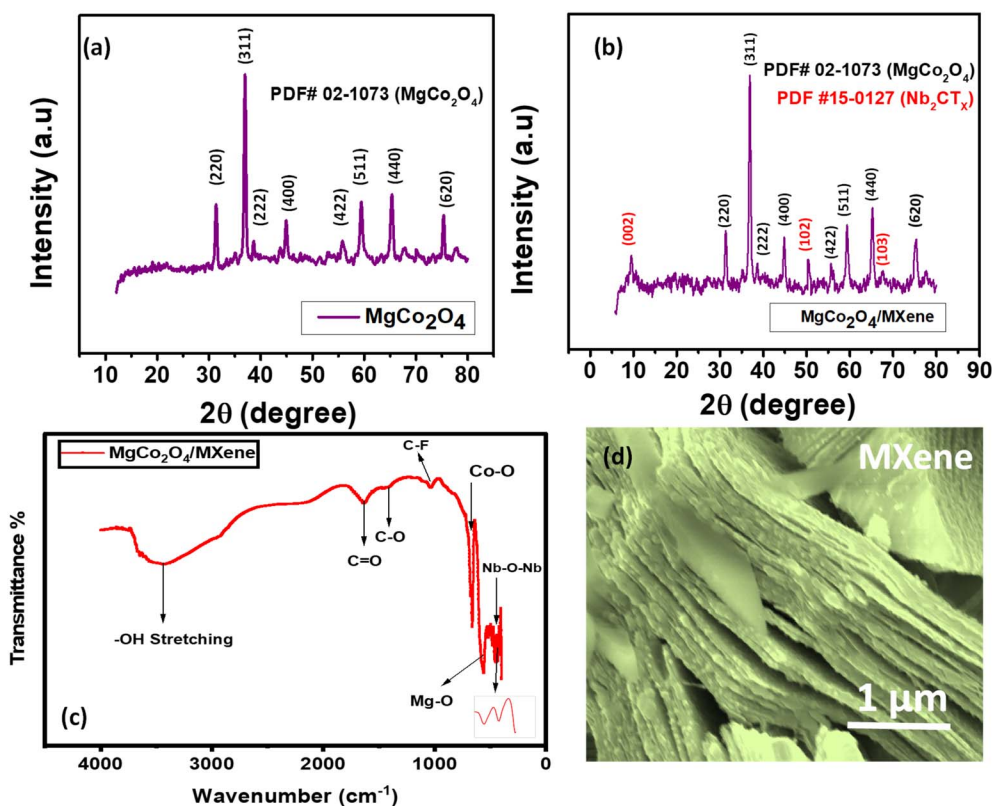 (a)
PDF# 02-1073 (MgCo₂O₄)
(220)
(311)
(222)
(400)
(422)
(511)
(440)
(620)
MgCo₂O₄
Intensity (a.u)
10 20 30 40 50 60 70 80
2θ (degree)
(b)
PDF# 02-1073 (MgCo₂O₄)
PDF #15-0127 (Nb₂CTₓ)
(002)
(220)
(311)
(222)
(400)
(102)
(422)
(511)
(440)
(103)
(620)
MgCo₂O₄/MXene
Intensity (a.u)
0 10 20 30 40 50 60 70 80 90
2θ (degree)
MgCo₂O₄/MXene
C-F
Co-O
C-O
C=O
Nb-O-Nb
-OH Stretching
Mg-O
(c)
Transmittance %
4000 3000 2000 1000 0
Wavenumber (cm⁻¹)
(d)
MXene
1 µm